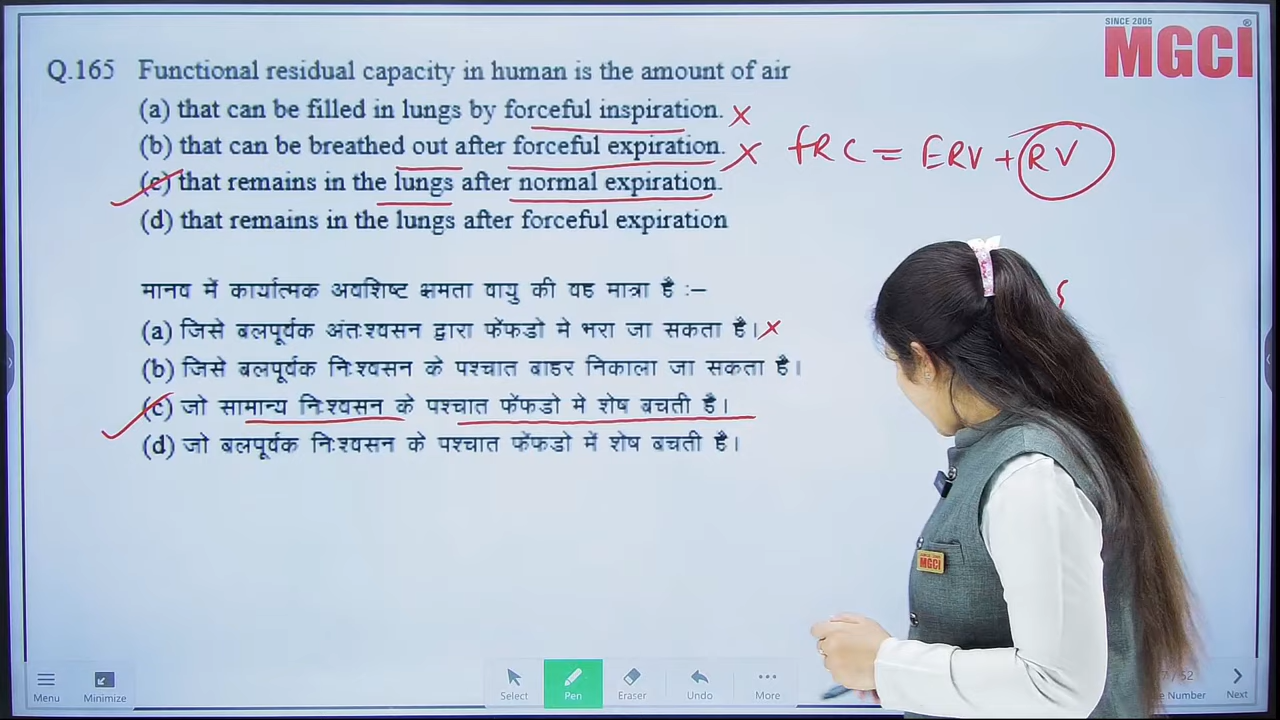 SINCE 2005
MGCI®
Q.165 Functional residual capacity in human is the amount of air
(a) that can be filled in lungs by forceful inspiration. ×
(b) that can be breathed out after forceful expiration. × fRC = ERV + RV
(c) that remains in the lungs after normal expiration.
(d) that remains in the lungs after forceful expiration
मानव में कार्यात्मक अवशिष्ट क्षमता वायु की वह मात्रा है :–
(a) जिसे बलपूर्वक अंतःश्वसन द्वारा फेंफडो मे भरा जा सकता है। ×
(b) जिसे बलपूर्वक निःश्वसन के पश्चात बाहर निकाला जा सकता है।
(c) जो सामान्य निःश्वसन के पश्चात फेंफडो मे शेष बचती है।
(d) जो बलपूर्वक निःश्वसन के पश्चात फेंफडो में शेष बचती है।
MGCI
Menu Minimize Select Pen Eraser Undo More / 52 Next
Number